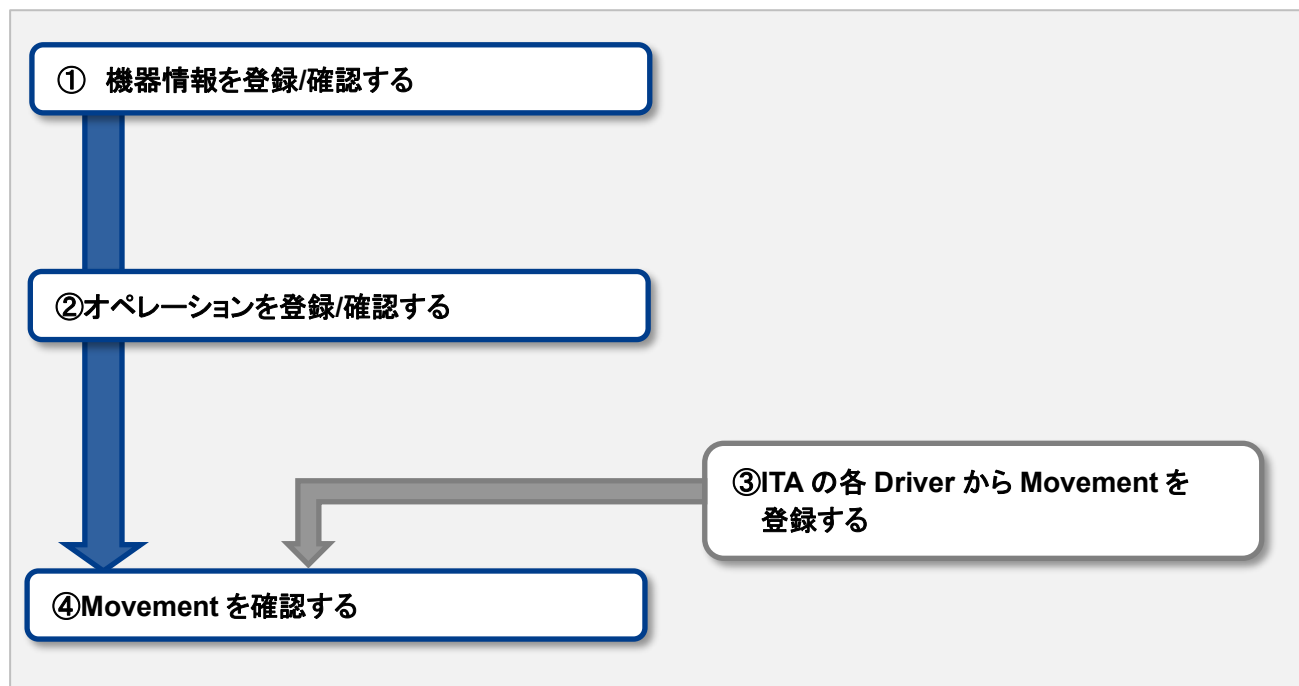 ① 機器情報を登録/確認する
②オペレーションを登録/確認する
③ITA の各 Driver から Movement を
登録する
④Movement を確認する